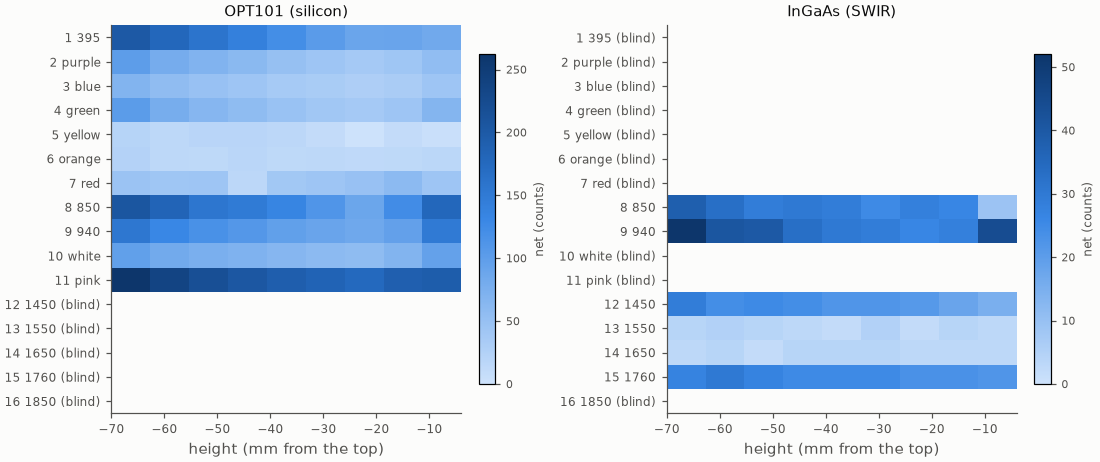 OPT101 (silicon)
1 395
2 purple
3 blue
4 green
5 yellow
6 orange
7 red
8 850
9 940
10 white
11 pink
12 1450 (blind)
13 1550 (blind)
14 1650 (blind)
15 1760 (blind)
16 1850 (blind)
−70 −60 −50 −40 −30 −20 −10
height (mm from the top)
250
200
150
100
50
0
net (counts)
InGaAs (SWIR)
1 395 (blind)
2 purple (blind)
3 blue (blind)
4 green (blind)
5 yellow (blind)
6 orange (blind)
7 red (blind)
8 850
9 940
10 white (blind)
11 pink (blind)
12 1450
13 1550
14 1650
15 1760
16 1850 (blind)
−70 −60 −50 −40 −30 −20 −10
height (mm from the top)
50
40
30
20
10
0
net (counts)